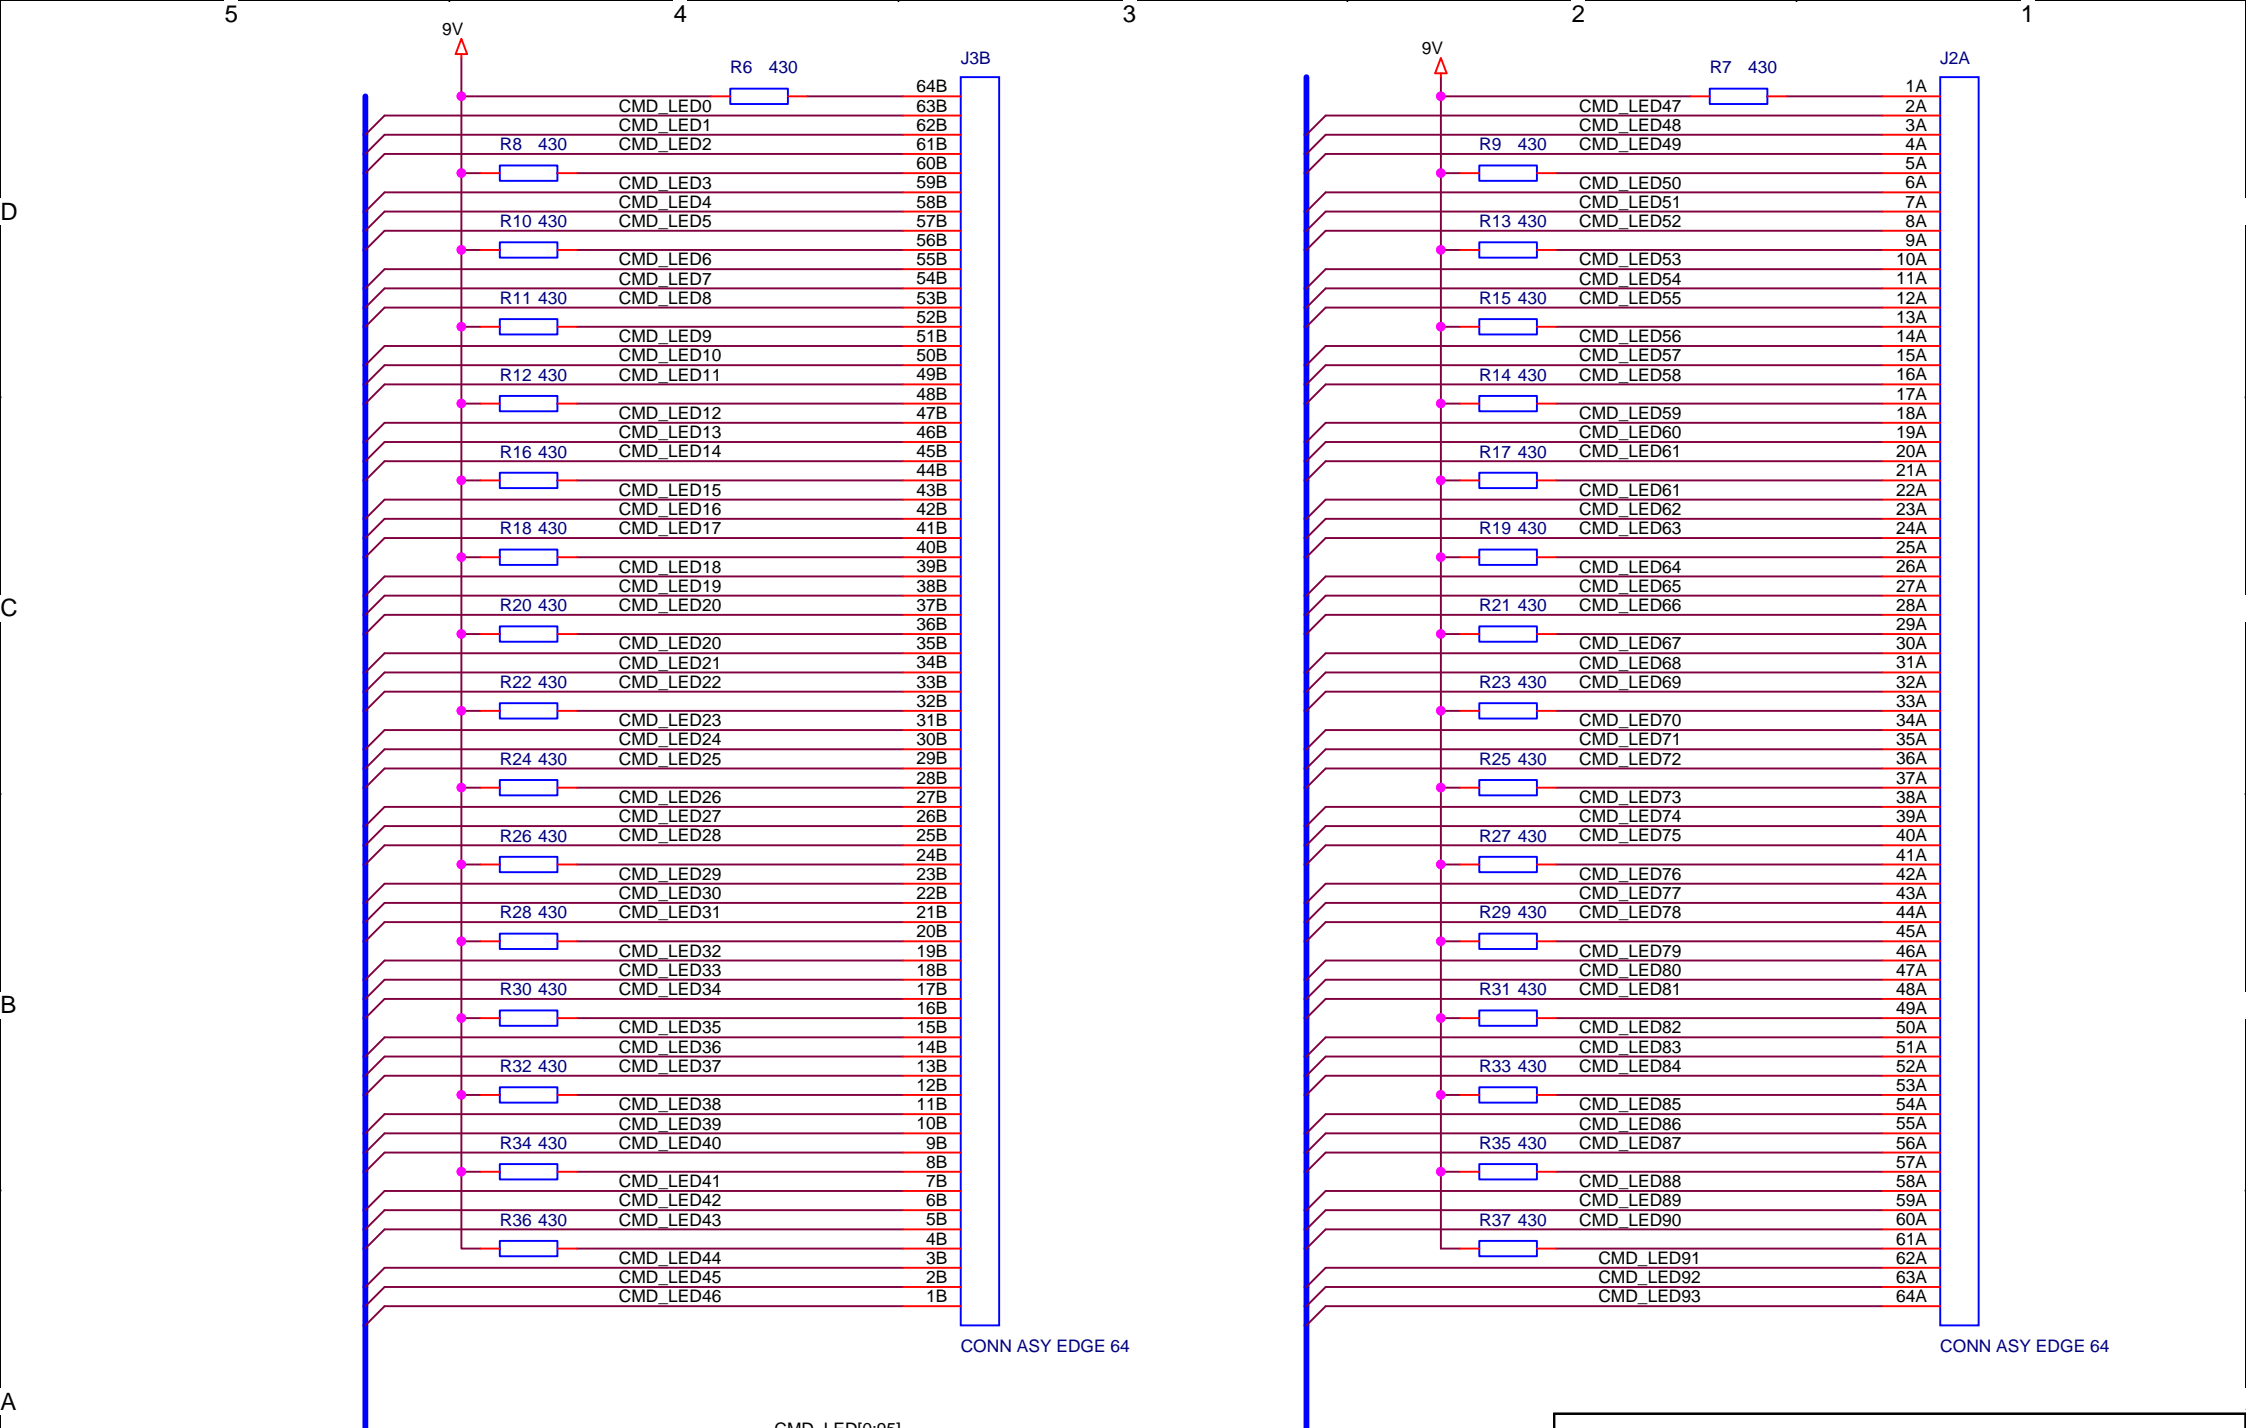 5 4 3 2 1
9V
J3B
9V
J2A
R6 430
R7 430
64B
1A
CMD_LED0 63B
CMD_LED47 2A
CMD_LED1 62B
CMD_LED48 3A
R8 430 CMD_LED2 61B
R9 430 CMD_LED49 4A
60B
5A
CMD_LED3 59B
CMD_LED50 6A
D
CMD_LED4 58B
CMD_LED51 7A
R10 430 CMD_LED5 57B
R13 430 CMD_LED52 8A
56B
9A
CMD_LED6 55B
CMD_LED53 10A
CMD_LED7 54B
CMD_LED54 11A
R11 430 CMD_LED8 53B
R15 430 CMD_LED55 12A
52B
13A
CMD_LED9 51B
CMD_LED56 14A
CMD_LED10 50B
CMD_LED57 15A
R12 430 CMD_LED11 49B
R14 430 CMD_LED58 16A
48B
17A
CMD_LED12 47B
CMD_LED59 18A
CMD_LED13 46B
CMD_LED60 19A
R16 430 CMD_LED14 45B
R17 430 CMD_LED61 20A
44B
21A
CMD_LED15 43B
CMD_LED61 22A
CMD_LED16 42B
CMD_LED62 23A
R18 430 CMD_LED17 41B
R19 430 CMD_LED63 24A
40B
25A
CMD_LED18 39B
CMD_LED64 26A
CMD_LED19 38B
CMD_LED65 27A
C
R20 430 CMD_LED20 37B
R21 430 CMD_LED66 28A
36B
29A
CMD_LED20 35B
CMD_LED67 30A
CMD_LED21 34B
CMD_LED68 31A
R22 430 CMD_LED22 33B
R23 430 CMD_LED69 32A
32B
33A
CMD_LED23 31B
CMD_LED70 34A
CMD_LED24 30B
CMD_LED71 35A
R24 430 CMD_LED25 29B
R25 430 CMD_LED72 36A
28B
37A
CMD_LED26 27B
CMD_LED73 38A
CMD_LED27 26B
CMD_LED74 39A
R26 430 CMD_LED28 25B
R27 430 CMD_LED75 40A
24B
41A
CMD_LED29 23B
CMD_LED76 42A
CMD_LED30 22B
CMD_LED77 43A
R28 430 CMD_LED31 21B
R29 430 CMD_LED78 44A
20B
45A
CMD_LED32 19B
CMD_LED79 46A
CMD_LED33 18B
CMD_LED80 47A
R30 430 CMD_LED34 17B
R31 430 CMD_LED81 48A
B
16B
49A
CMD_LED35 15B
CMD_LED82 50A
CMD_LED36 14B
CMD_LED83 51A
R32 430 CMD_LED37 13B
R33 430 CMD_LED84 52A
12B
53A
CMD_LED38 11B
CMD_LED85 54A
CMD_LED39 10B
CMD_LED86 55A
R34 430 CMD_LED40 9B
R35 430 CMD_LED87 56A
8B
57A
CMD_LED41 7B
CMD_LED88 58A
CMD_LED42 6B
CMD_LED89 59A
R36 430 CMD_LED43 5B
R37 430 CMD_LED90 60A
4B
61A
CMD_LED44 3B
CMD_LED91 62A
CMD_LED45 2B
CMD_LED92 63A
CMD_LED46 1B
CMD_LED93 64A
CONN ASY EDGE 64
CONN ASY EDGE 64
A
CMD_LED[0:95]